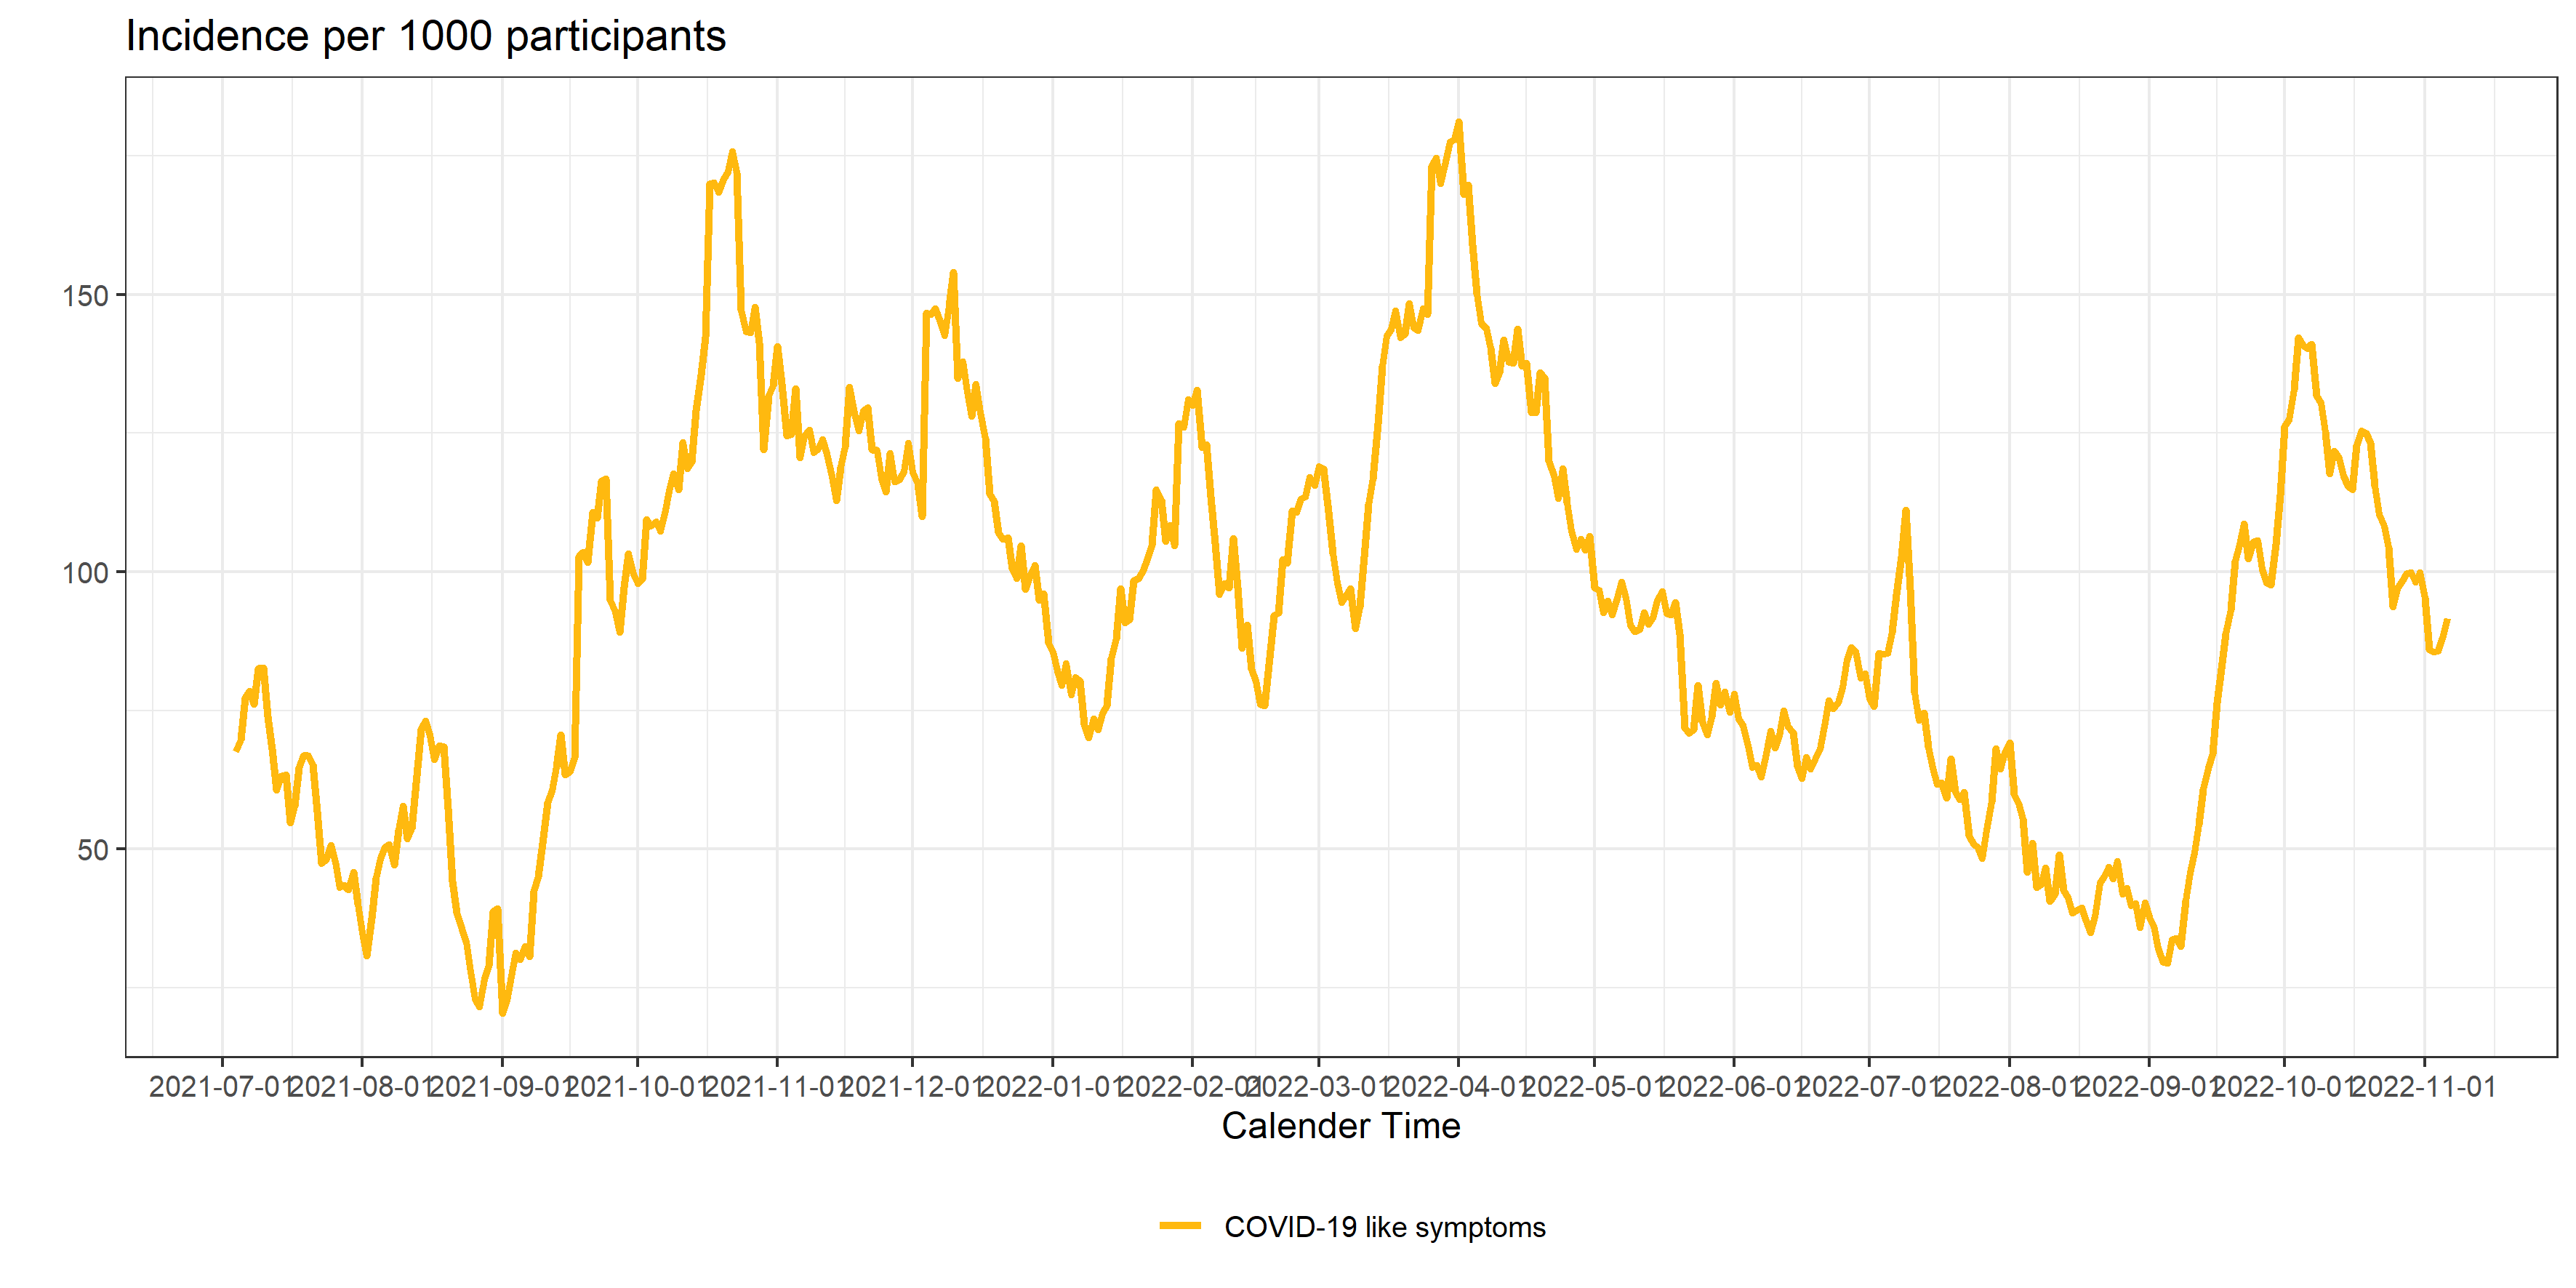 Incidence per 1000 participants
150
100
50
2021-07-01 2021-08-01 2021-09-01 2021-10-01 2021-11-01 2021-12-01 2022-01-01 2022-02-01 2022-03-01 2022-04-01 2022-05-01 2022-06-01 2022-07-01 2022-08-01 2022-09-01 2022-10-01 2022-11-01
Calender Time
COVID-19 like symptoms